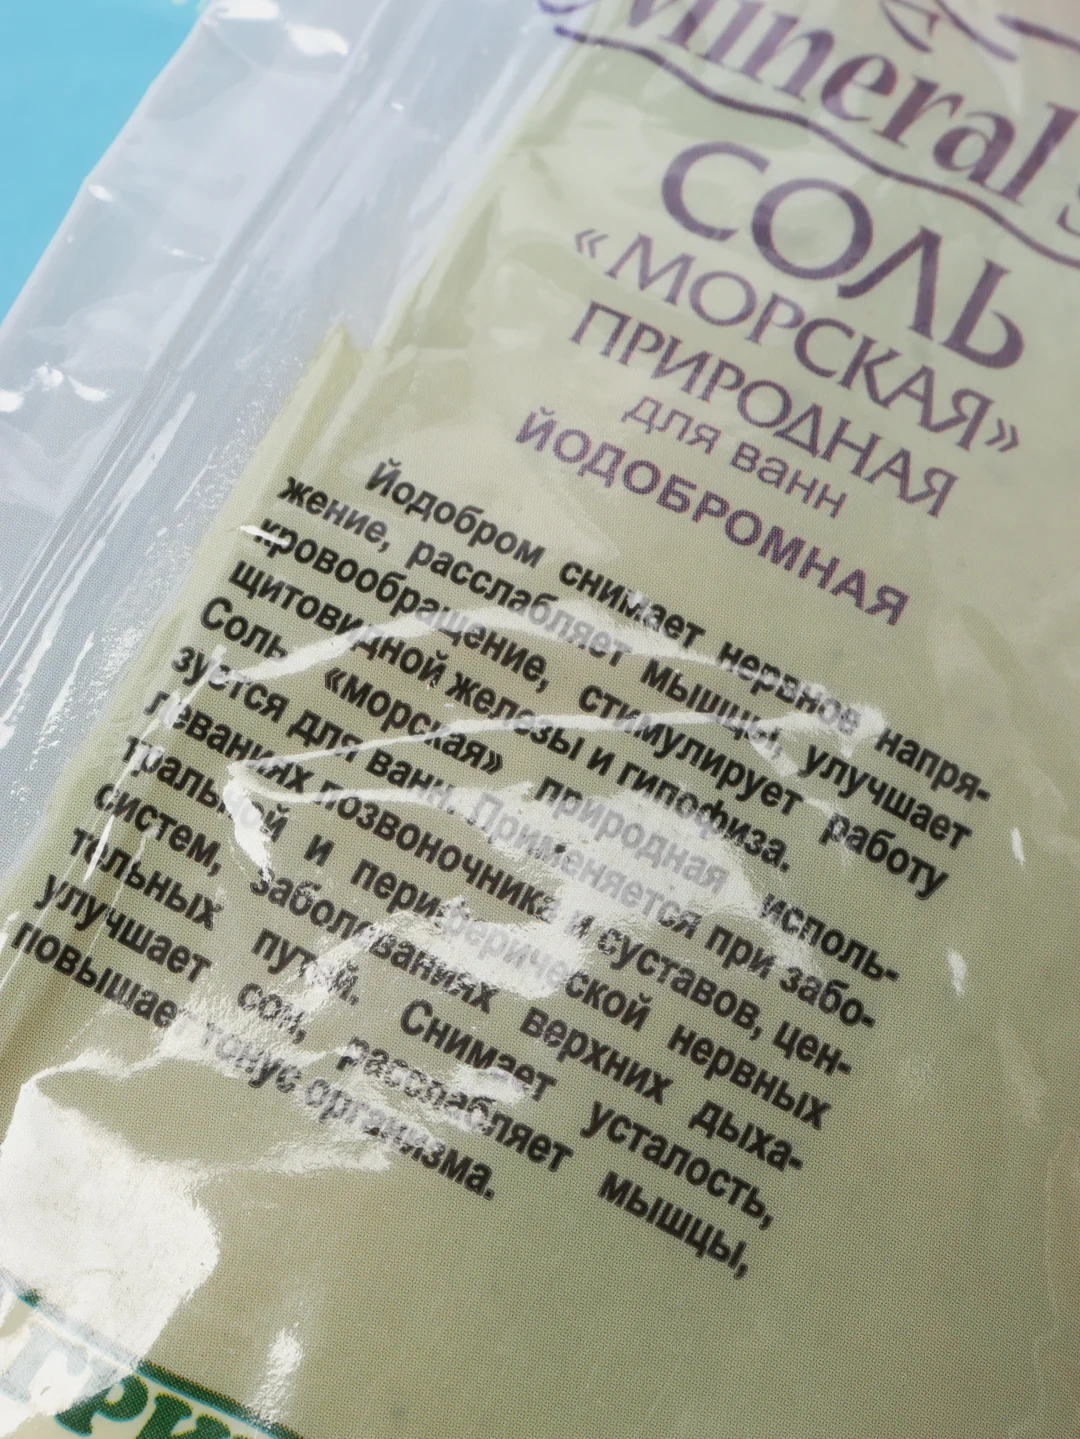 Mineral's
СОЛЬ
«МОРСКАЯ»
ПРИРОДНАЯ
для ванн
ЙОДОБРОМНАЯ
Йодобром снимает нервное напря-
жение, расслабляет мышцы, улучшает
кровообращение, стимулирует работу
щитовидной железы и гипофиза.
Соль «морская» природная исполь-
зуется для ванн. Применяется при забо-
леваниях позвоночника и суставов, цен-
тральной и периферической нервных
систем, заболеваниях верхних дыха-
тельных путей. Снимает усталость,
улучшает сон, расслабляет мышцы,
повышает тонус организма.